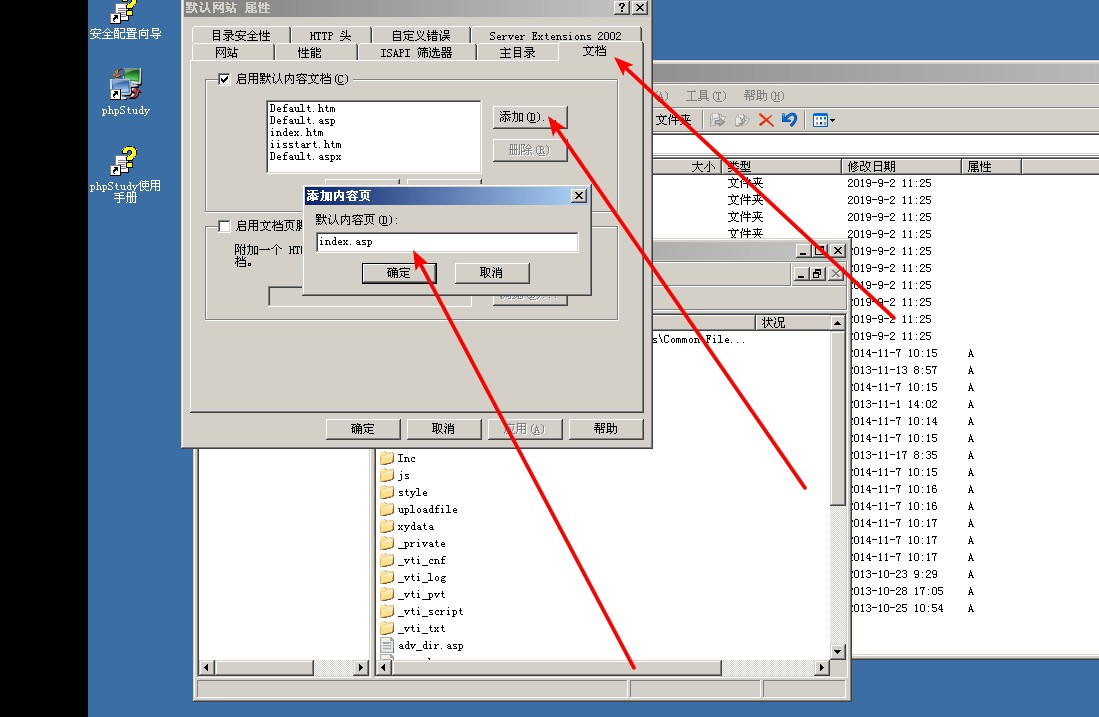 安全配置向导
phpStudy
phpStudy使用
手册
默认网站 属性
目录安全性
HTTP 头
自定义错误
Server Extensions 2002
网站
性能
ISAPI 筛选器
主目录
文档
启用默认内容文档(C)
Default.htm
Default.asp
index.htm
iisstart.htm
Default.aspx
添加(D)..
删除(R)
添加内容页
默认内容页(D):
index.asp
确定
取消
启用文档页脚
附加一个 HT
档。
确定
取消
应用(A)
帮助
工具(T)
帮助(H)
文件夹
大小
类型
修改日期
属性
文件夹 2019-9-2 11:25
文件夹 2019-9-2 11:25
文件夹 2019-9-2 11:25
文件夹 2019-9-2 11:25
2019-9-2 11:25
2019-9-2 11:25
2019-9-2 11:25
2019-9-2 11:25
2019-9-2 11:25
2019-9-2 11:25
2014-11-7 10:15 A
2013-11-13 8:57 A
2014-11-7 10:15 A
2013-11-1 14:02 A
2014-11-7 10:14 A
2014-11-7 10:15 A
2013-11-17 8:35 A
2014-11-7 10:15 A
2014-11-7 10:16 A
2014-11-7 10:16 A
2014-11-7 10:17 A
2014-11-7 10:17 A
2014-11-7 10:17 A
2013-10-23 9:29 A
2013-10-28 17:05 A
2013-10-25 10:54 A
状况
s\Common File...
Inc
js
style
uploadfile
xydata
_private
_vti_cnf
_vti_log
_vti_pvt
_vti_script
_vti_txt
adv_dir.asp